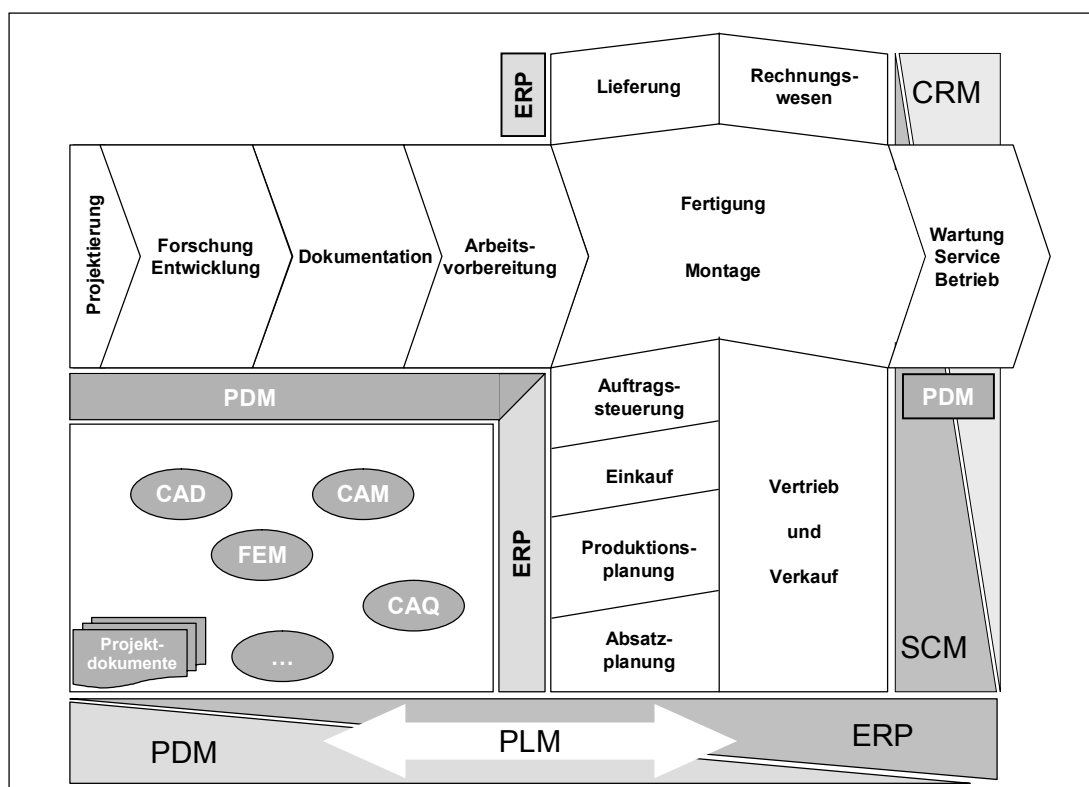 ERP
Lieferung
Rechnungs-
wesen
CRM
Projektierung
Forschung
Entwicklung
Dokumentation
Arbeits-
vorbereitung
Fertigung
Montage
Wartung
Service
Betrieb
PDM
Auftrags-
steuerung
PDM
CAD
CAM
FEM
CAQ
Projekt-
dokumente
...
ERP
Einkauf
Produktions-
planung
Absatz-
planung
Vertrieb
und
Verkauf
SCM
PDM
PLM
ERP